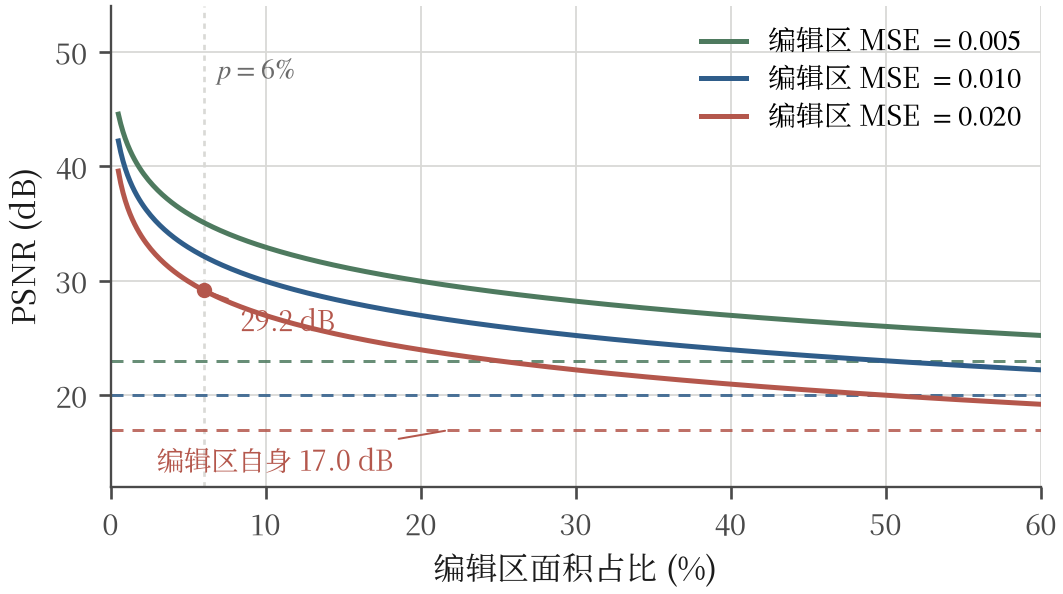 编辑区 MSE = 0.005
编辑区 MSE = 0.010
编辑区 MSE = 0.020
p = 6%
29.2 dB
编辑区自身 17.0 dB
PSNR (dB)
50
40
30
20
0 10 20 30 40 50 60
编辑区面积占比 (%)